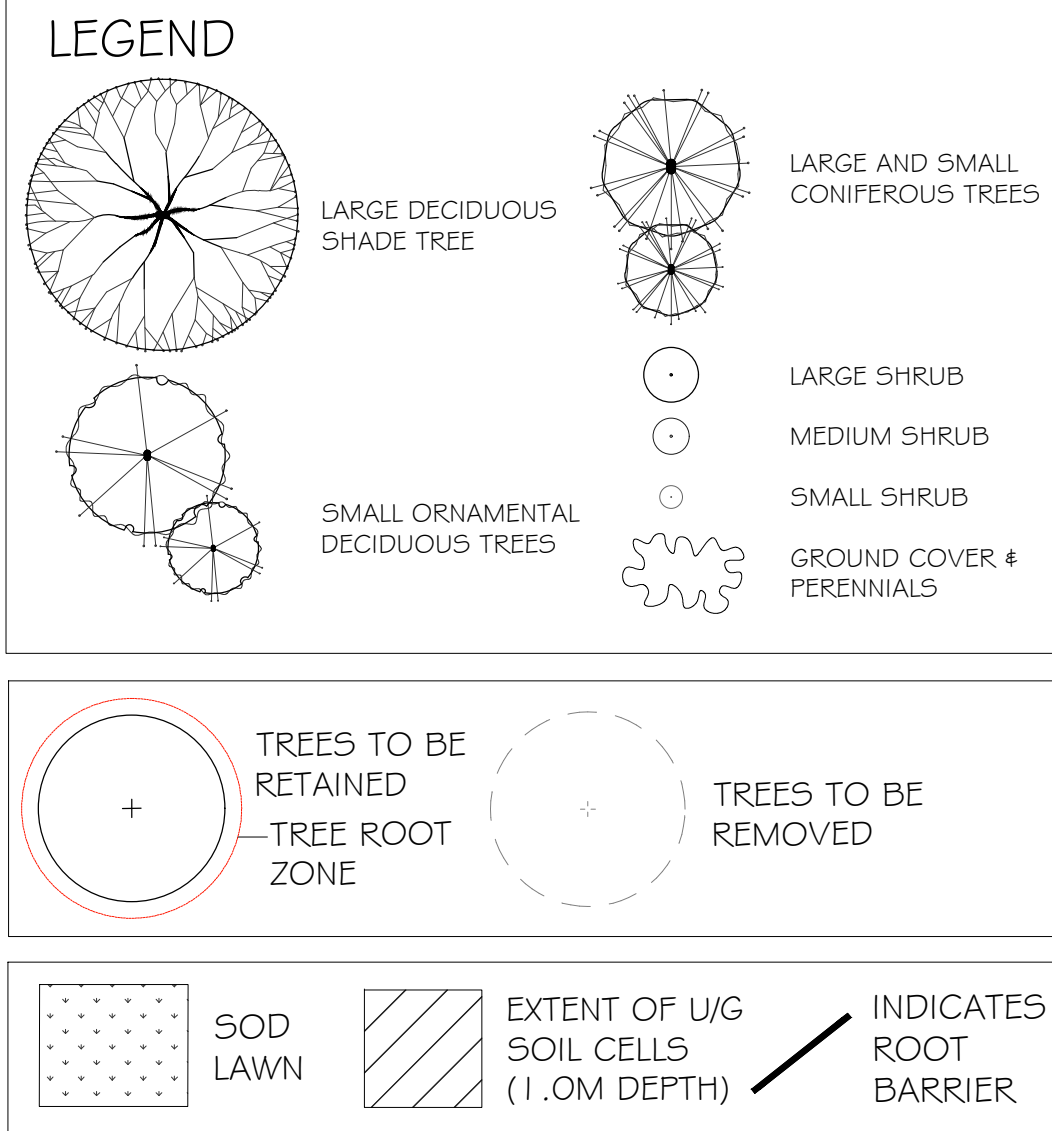 LEGEND
LARGE DECIDUOUS
SHADE TREE
SMALL ORNAMENTAL
DECIDUOUS TREES
LARGE AND SMALL
CONIFEROUS TREES
LARGE SHRUB
MEDIUM SHRUB
SMALL SHRUB
GROUND COVER &
PERENNIALS
TREES TO BE
RETAINED
TREE ROOT
ZONE
TREES TO BE
REMOVED
SOD
LAWN
EXTENT OF U/G
SOIL CELLS
(1.0M DEPTH)
INDICATES
ROOT
BARRIER